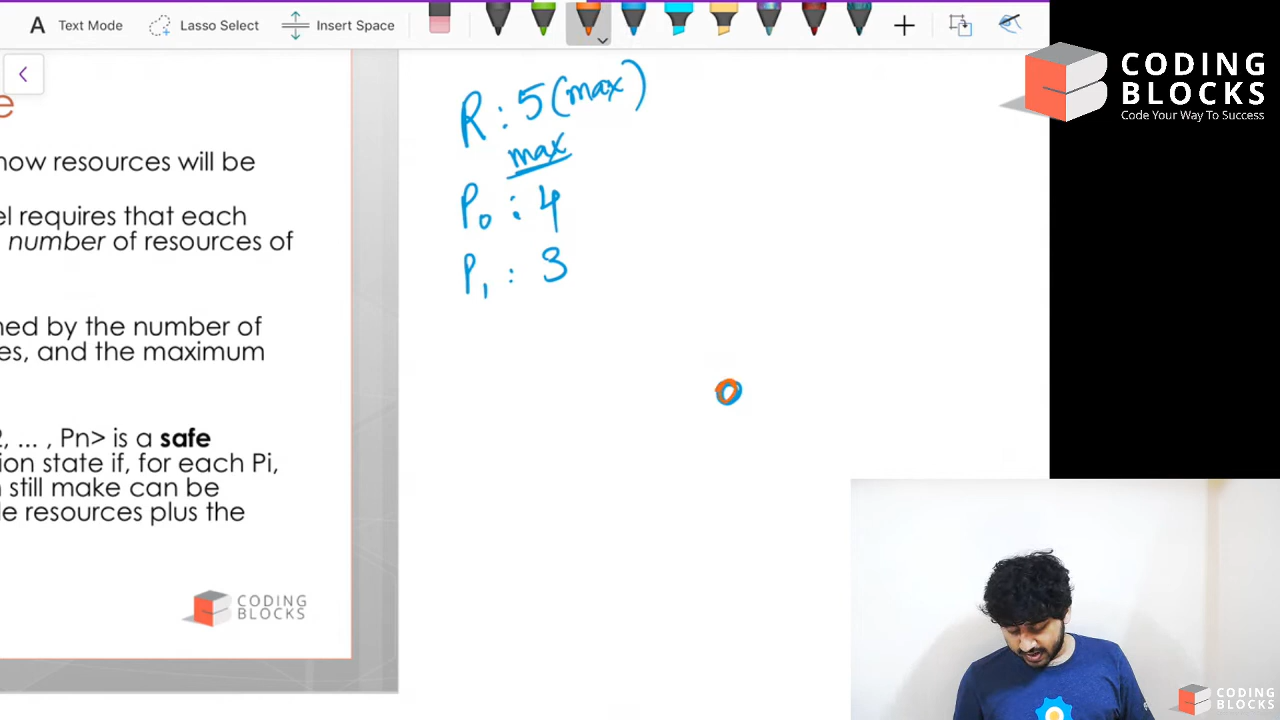 A Text Mode Lasso Select Insert Space
e
now resources will be
el requires that each
number of resources of
ned by the number of
es, and the maximum
2, ... , Pn> is a safe
ion state if, for each Pi,
n still make can be
le resources plus the
CODING
BLOCKS
R : 5 (max)
max
P0 : 4
P1 : 3
CODING
BLOCKS
Code Your Way To Success
CODING
BLOCKS